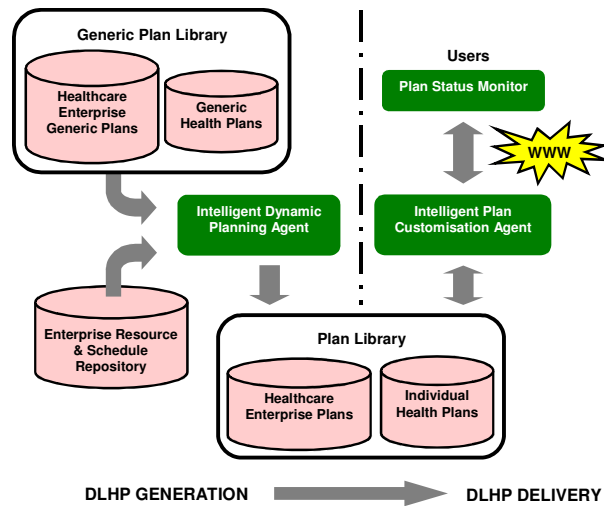 Generic Plan Library
Healthcare
Enterprise
Generic Plans
Generic
Health Plans
Users
Plan Status Monitor
WWW
Intelligent Dynamic
Planning Agent
Intelligent Plan
Customisation Agent
Enterprise Resource
& Schedule
Repository
Plan Library
Healthcare
Enterprise Plans
Individual
Health Plans
DLHP GENERATION
DLHP DELIVERY